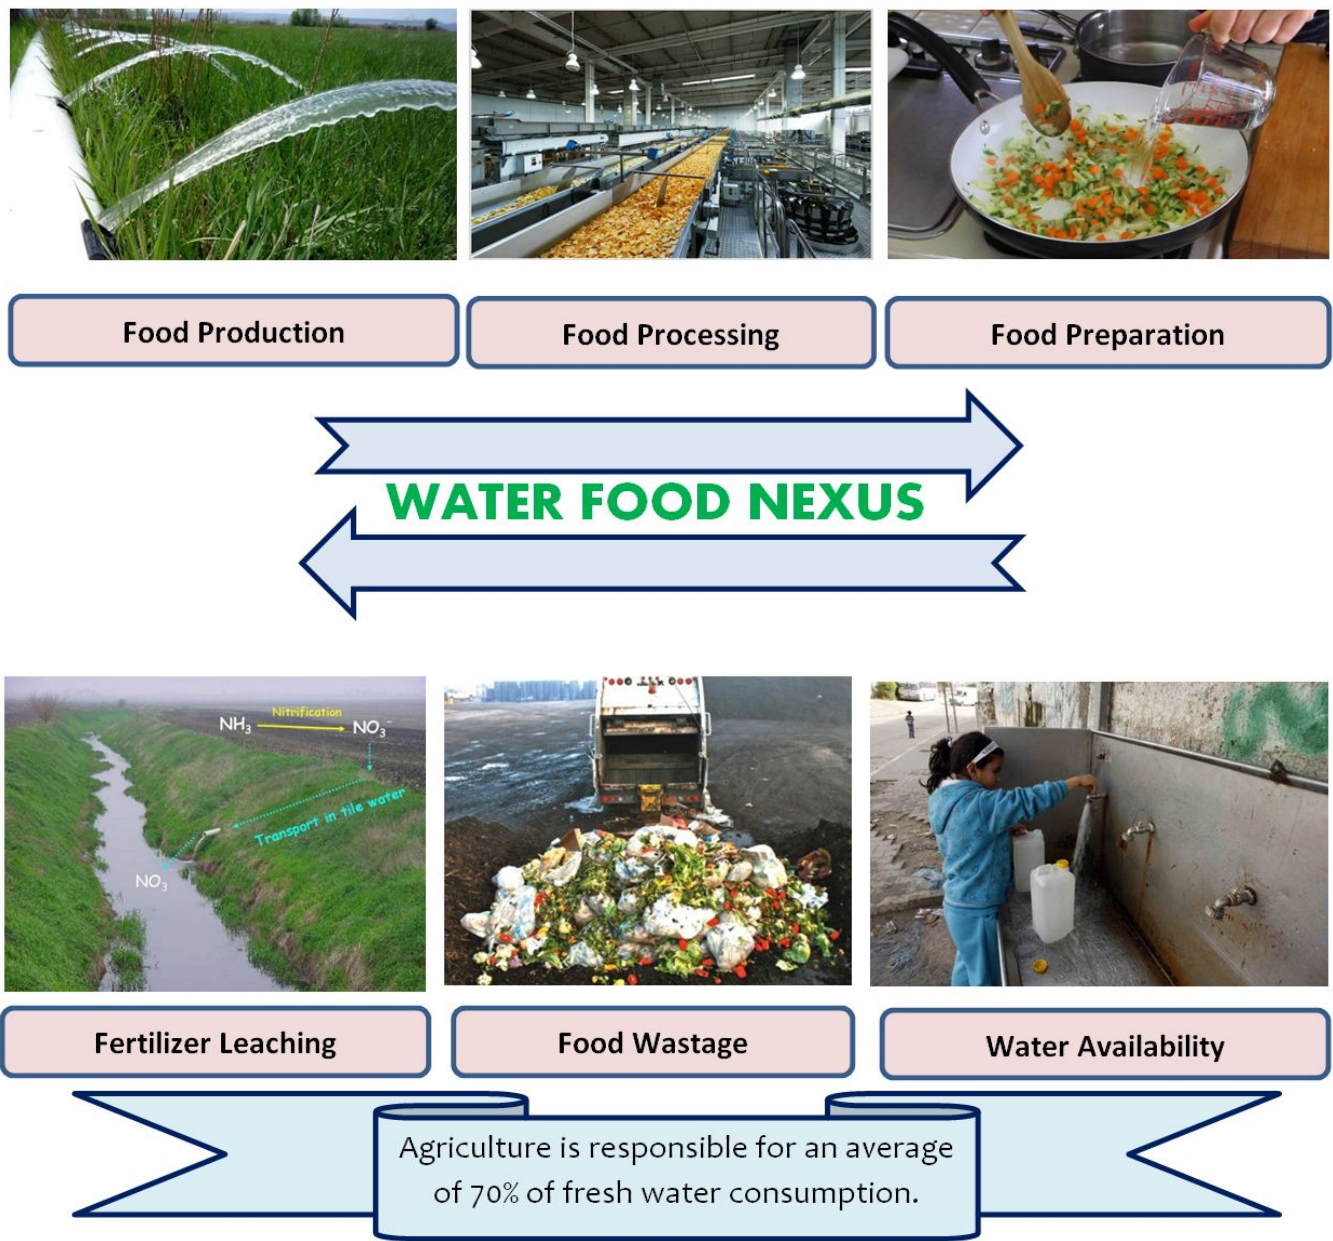 Food Production
Food Processing
Food Preparation
WATER FOOD NEXUS
NH₃
Nitrification
NO₃⁻
Transport in tile water
NO₃
Fertilizer Leaching
Food Wastage
Water Availability
Agriculture is responsible for an average
of 70% of fresh water consumption.